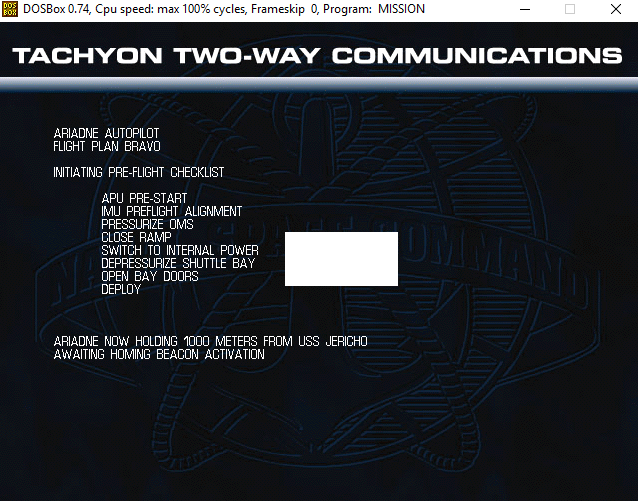 DOSBox 0.74, Cpu speed: max 100% cycles, Frameskip 0, Program: MISSION
TACHYON TWO-WAY COMMUNICATIONS
ARIADNE AUTOPILOT
FLIGHT PLAN BRAVO
INITIATING PRE-FLIGHT CHECKLIST
APU PRE-START
IMU PREFLIGHT ALIGNMENT
PRESSURIZE OMS
CLOSE RAMP
SWITCH TO INTERNAL POWER
DEPRESSURIZE SHUTTLE BAY
OPEN BAY DOORS
DEPLOY
ARIADNE NOW HOLDING 1000 METERS FROM USS JERICHO
AWAITING HOMING BEACON ACTIVATION